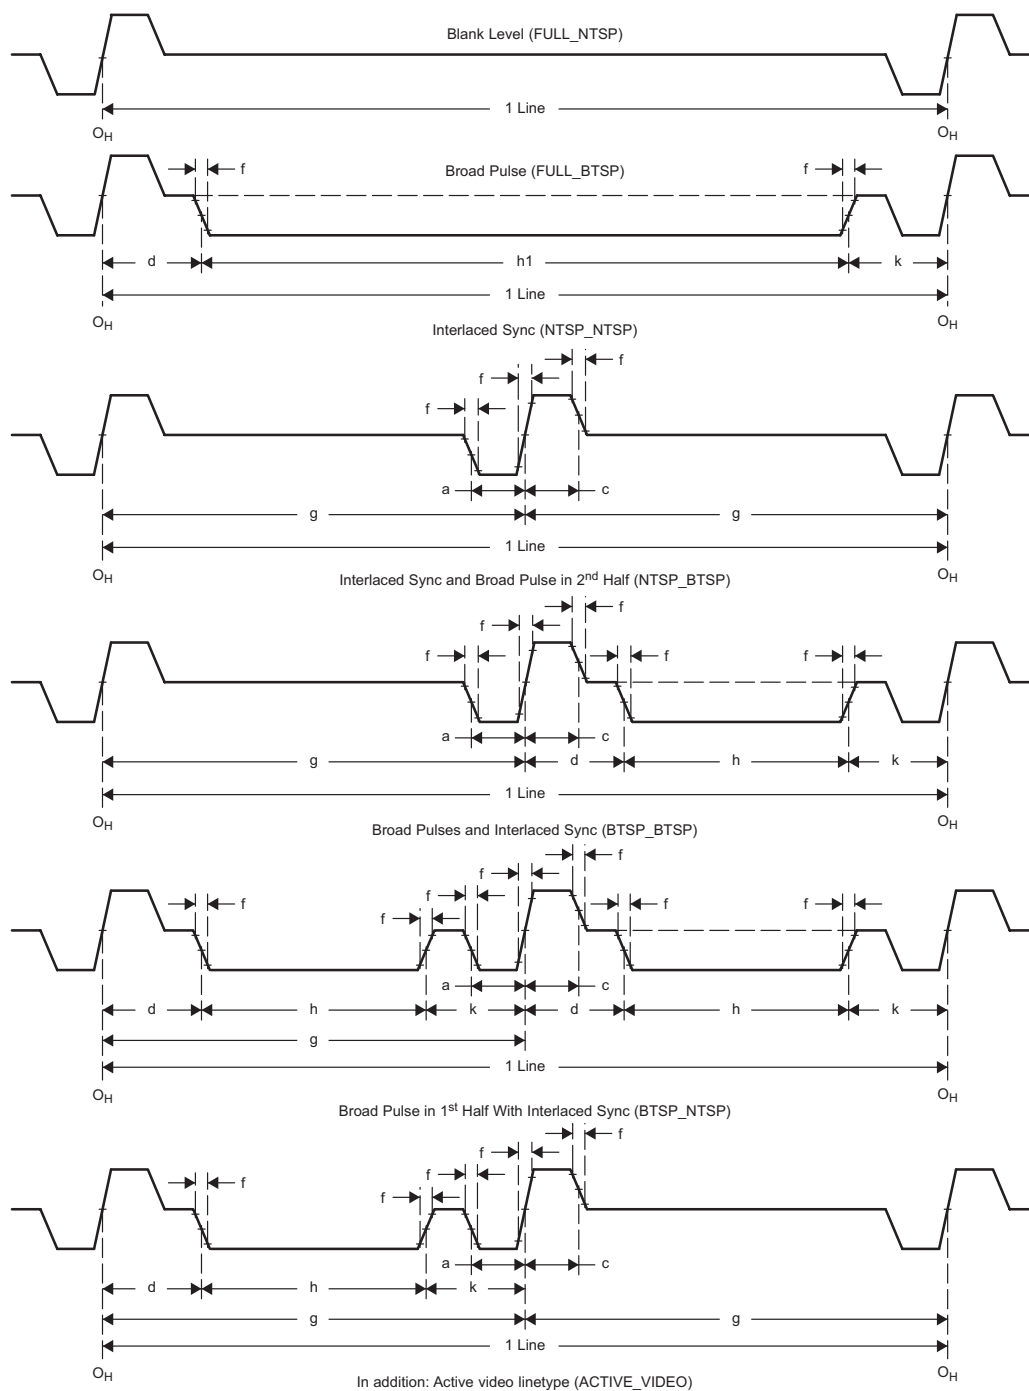 Blank Level (FULL_NTSP)
1 Line
OH OH
f Broad Pulse (FULL_BTSP) f
d h1 k
1 Line
OH OH
Interlaced Sync (NTSP_NTSP)
f
f
f
a c
g g
1 Line
OH OH
Interlaced Sync and Broad Pulse in 2nd Half (NTSP_BTSP)
f
f
f f f
a c
g d h k
1 Line
OH OH
Broad Pulses and Interlaced Sync (BTSP_BTSP)
f
f
f f f f
f
a c
d h k d h k
g
1 Line
OH OH
Broad Pulse in 1st Half With Interlaced Sync (BTSP_NTSP)
f
f
f
f f
a c
d h k
g g
1 Line
OH OH
In addition: Active video linetype (ACTIVE_VIDEO)